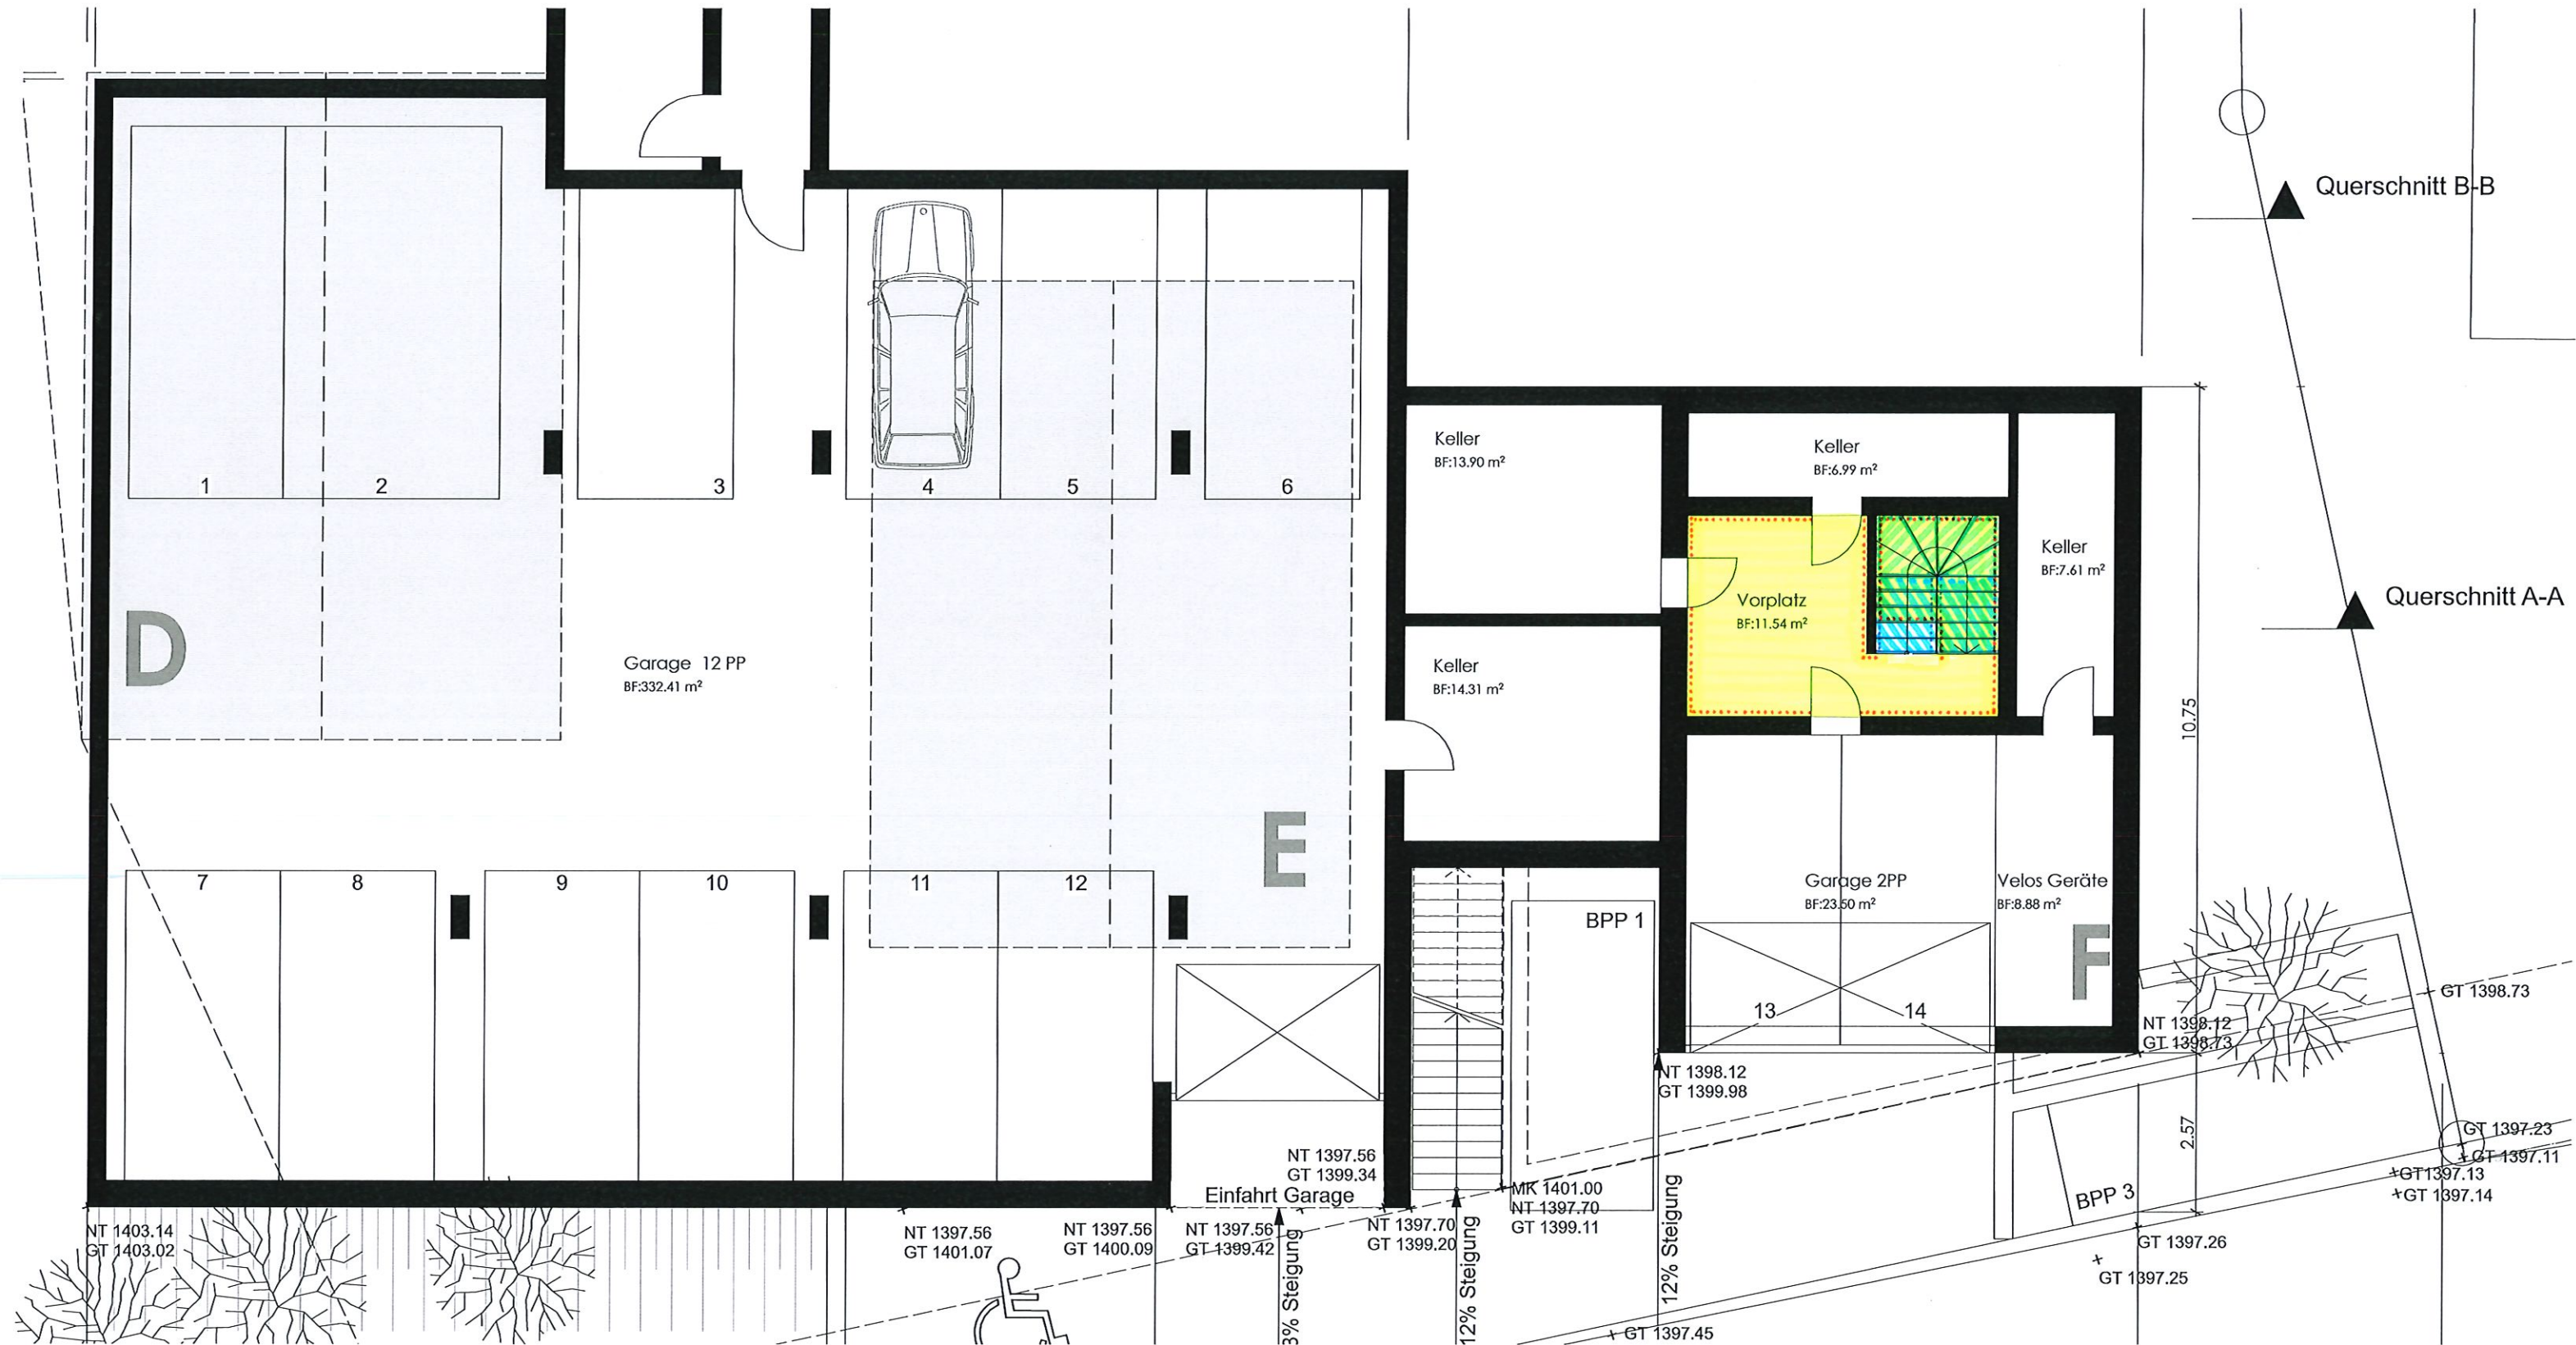 Querschnitt B-B
Keller
BF:13.90 m²
Keller
BF:6.99 m²
1
2
3
4
5
6
Keller
BF:7.61 m²
Querschnitt A-A
Vorplatz
BF:11.54 m²
D
Garage 12 PP
BF:332.41 m²
Keller
BF:14.31 m²
10.75
E
7
8
9
10
11
12
Garage 2PP
BF:23.50 m²
Velos Geräte
BF:8.88 m²
BPP 1
F
13
14
GT 1398.73
NT 1398.12
GT 1398.73
NT 1398.12
GT 1399.98
2.57
GT 1397.23
GT 1397.11
GT1397.13
GT 1397.14
NT 1397.56
GT 1399.34
Einfahrt Garage
MK 1401.00
NT 1397.70
GT 1399.11
BPP 3
NT 1403.14
GT 1403.02
NT 1397.56
GT 1401.07
NT 1397.56
GT 1400.09
NT 1397.56
GT 1399.42
NT 1397.70
GT 1399.20
GT 1397.26
GT 1397.25
12% Steigung
12% Steigung
% Steigung
GT 1397.45